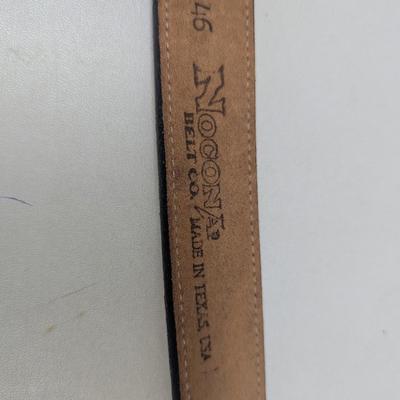 46
NOCONA
BELT CO.
MADE IN TEXAS, USA